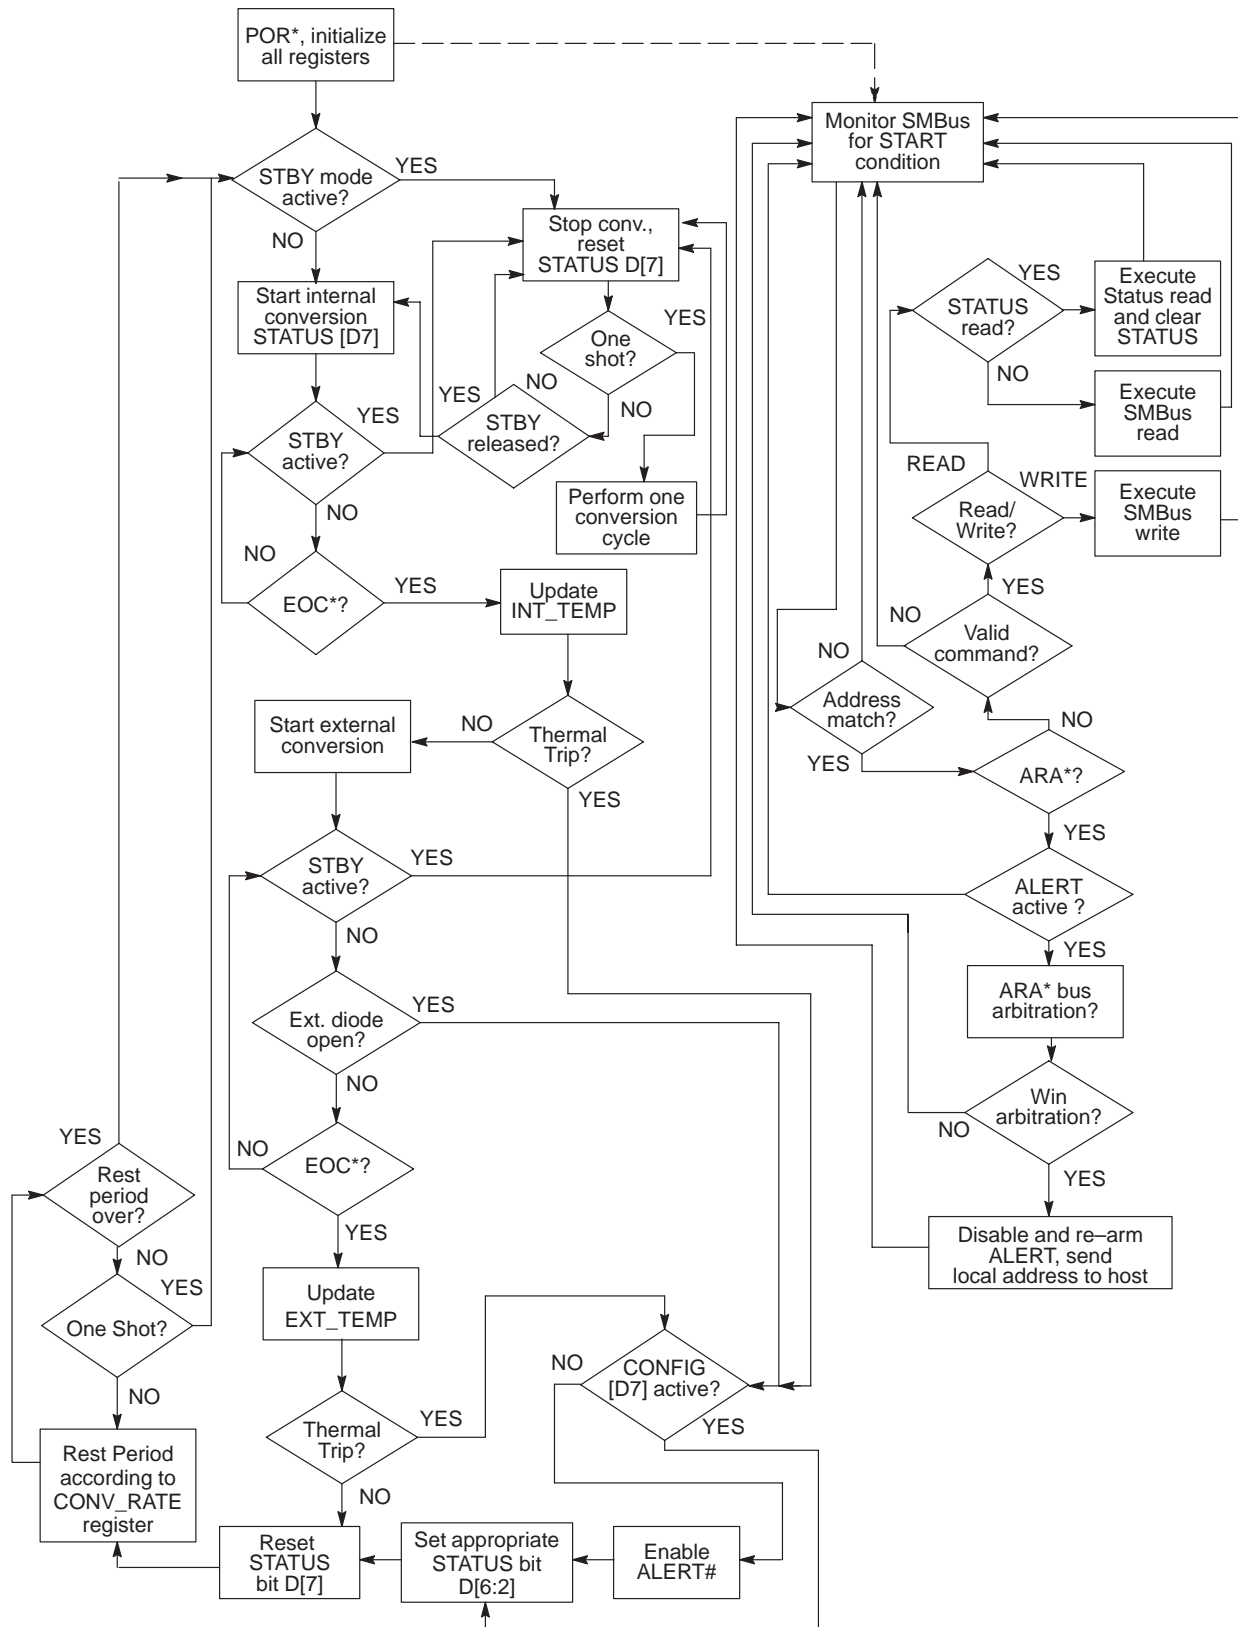 POR*, initialize
all registers
STBY mode
active?
YES
NO
Start internal
conversion
STATUS [D7]
Stop conv.,
reset
STATUS D[7]
One
shot?
YES
NO
STBY
released?
YES
NO
Perform one
conversion
cycle
STBY
active?
YES
NO
EOC*?
NO
YES
Update
INT_TEMP
Thermal
Trip?
NO
YES
Start external
conversion
STBY
active?
YES
NO
Ext. diode
open?
YES
NO
EOC*?
NO
YES
Update
EXT_TEMP
Thermal
Trip?
YES
NO
CONFIG
[D7] active?
NO
YES
Enable
ALERT#
Set appropriate
STATUS bit
D[6:2]
Reset
STATUS
bit D[7]
Rest Period
according to
CONV_RATE
register
One Shot?
YES
NO
Rest
period
over?
YES
NO
Monitor SMBus
for START
condition
Address
match?
NO
YES
ARA*?
NO
YES
Valid
command?
NO
YES
Read/
Write?
READ
WRITE
Execute
SMBus
write
STATUS
read?
YES
NO
Execute
Status read
and clear
STATUS
Execute
SMBus
read
ALERT
active ?
YES
ARA* bus
arbitration?
Win
arbitration?
NO
YES
Disable and re–arm
ALERT, send
local address to host